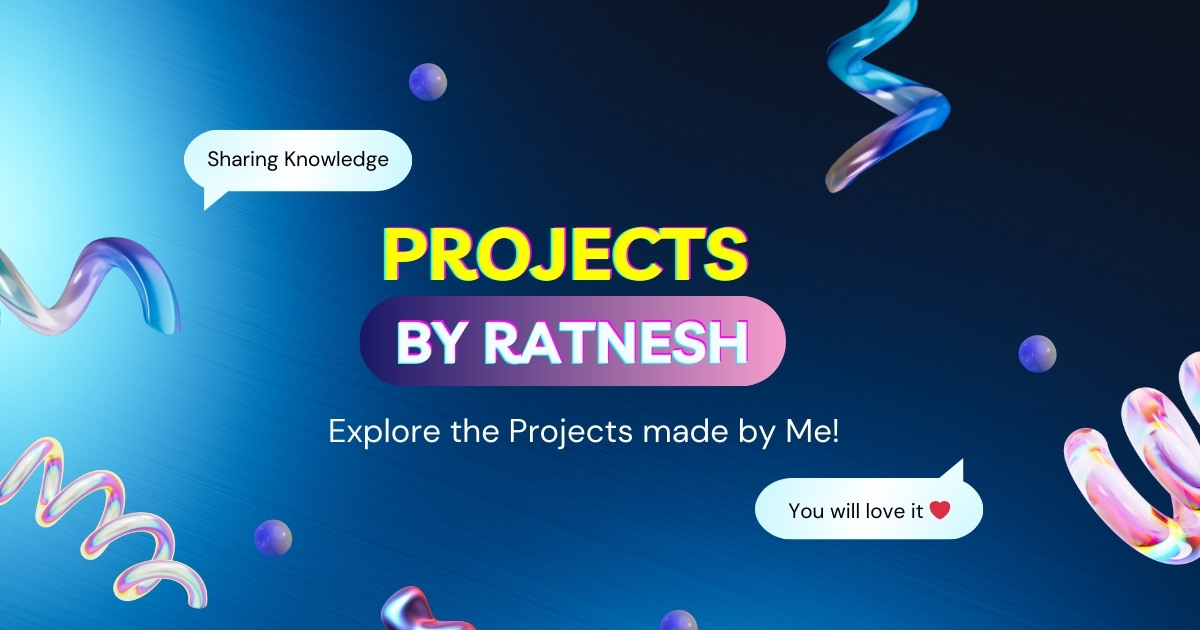 Sharing Knowledge
PROJECTS
BY RATNESH
Explore the Projects made by Me!
You will love it ❤️